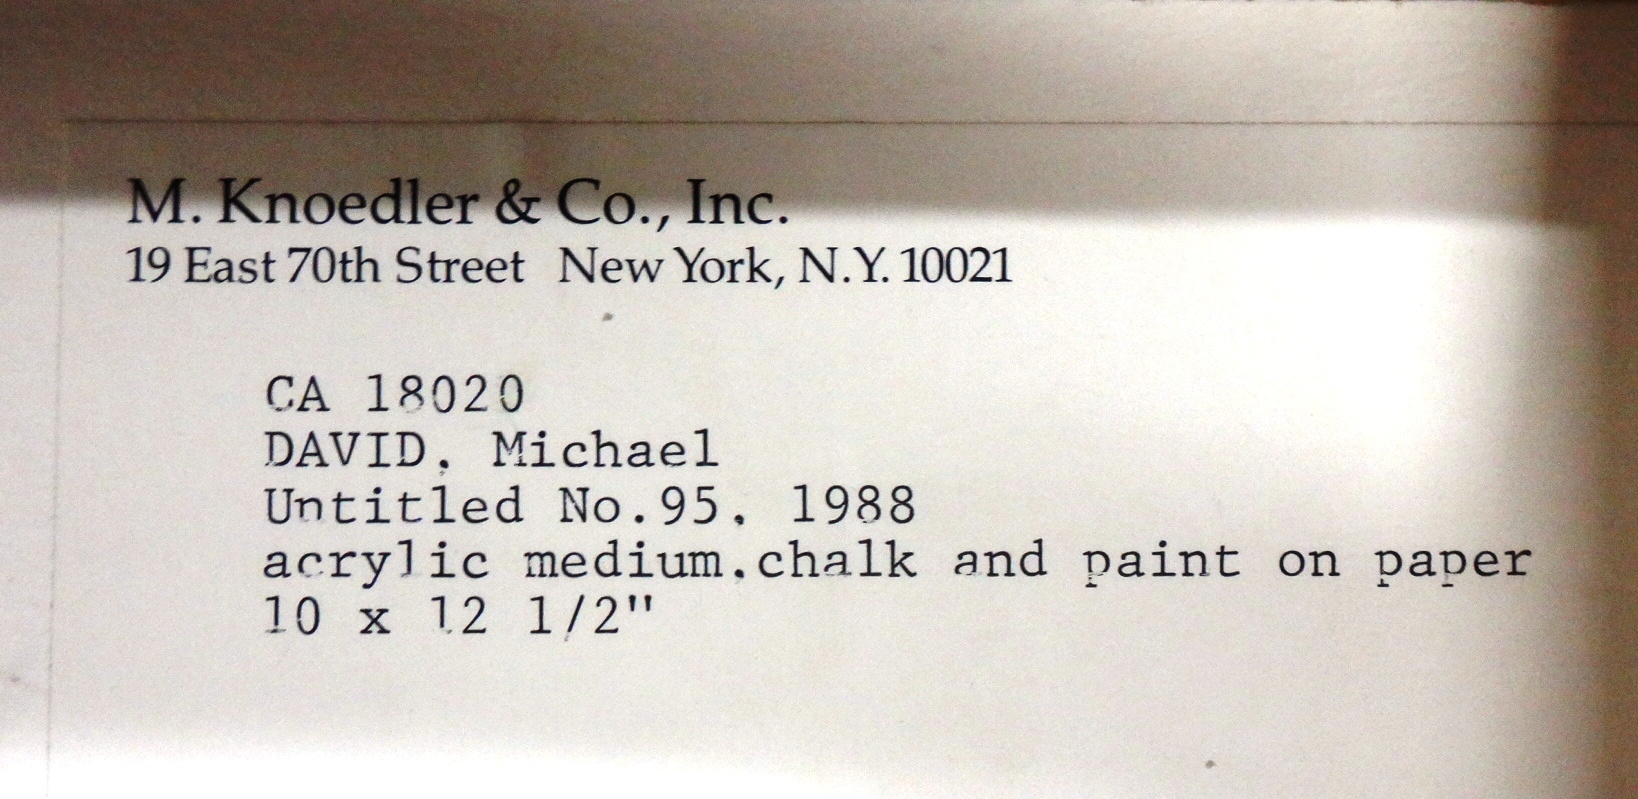 M. Knoedler & Co., Inc.
19 East 70th Street New York, N.Y. 10021
CA 18020
DAVID, Michael
Untitled No.95, 1988
acrylic medium,chalk and paint on paper
10 x 12 1/2"